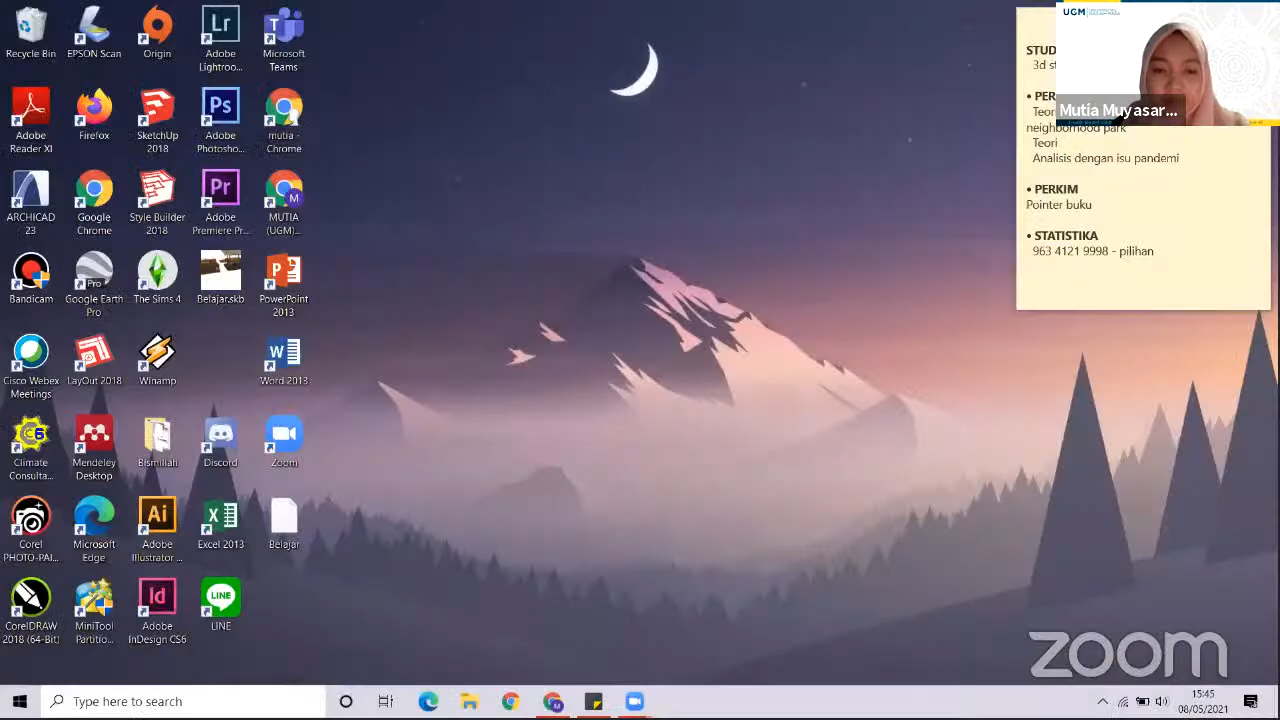 Recycle Bin
EPSON Scan
Origin
Adobe
Lightroo...
Microsoft
Teams
Adobe
Reader XI
Firefox
SketchUp
2018
Adobe
Photosho...
mutia -
Chrome
ARCHICAD
23
Google
Chrome
Style Builder
2018
Adobe
Premiere Pr...
MUTIA
(UGM)...
Bandicam
Google Earth
Pro
The Sims 4
Belajar.skb
PowerPoint
2013
Cisco Webex
Meetings
LayOut 2018
Winamp
Word 2013
Climate
Consulta...
Mendeley
Desktop
Bismillah
Discord
Zoom
Corel
PHOTO-PAI...
Microsoft
Edge
Adobe
Illustrator ...
Excel 2013
Belajar
CorelDRAW
2018 (64-Bit)
MiniTool
Partitio...
Adobe
InDesign CS6
LINE
UGM
Mutia Muyasar...
STUD
3d st
• PER
Teor
neighborhood park
Teori
Analisis dengan isu pandemi
• PERKIM
Pointer buku
• STATISTIKA
963 4121 9998 - pilihan
zoom
Type here to search
15:45
08/05/2021